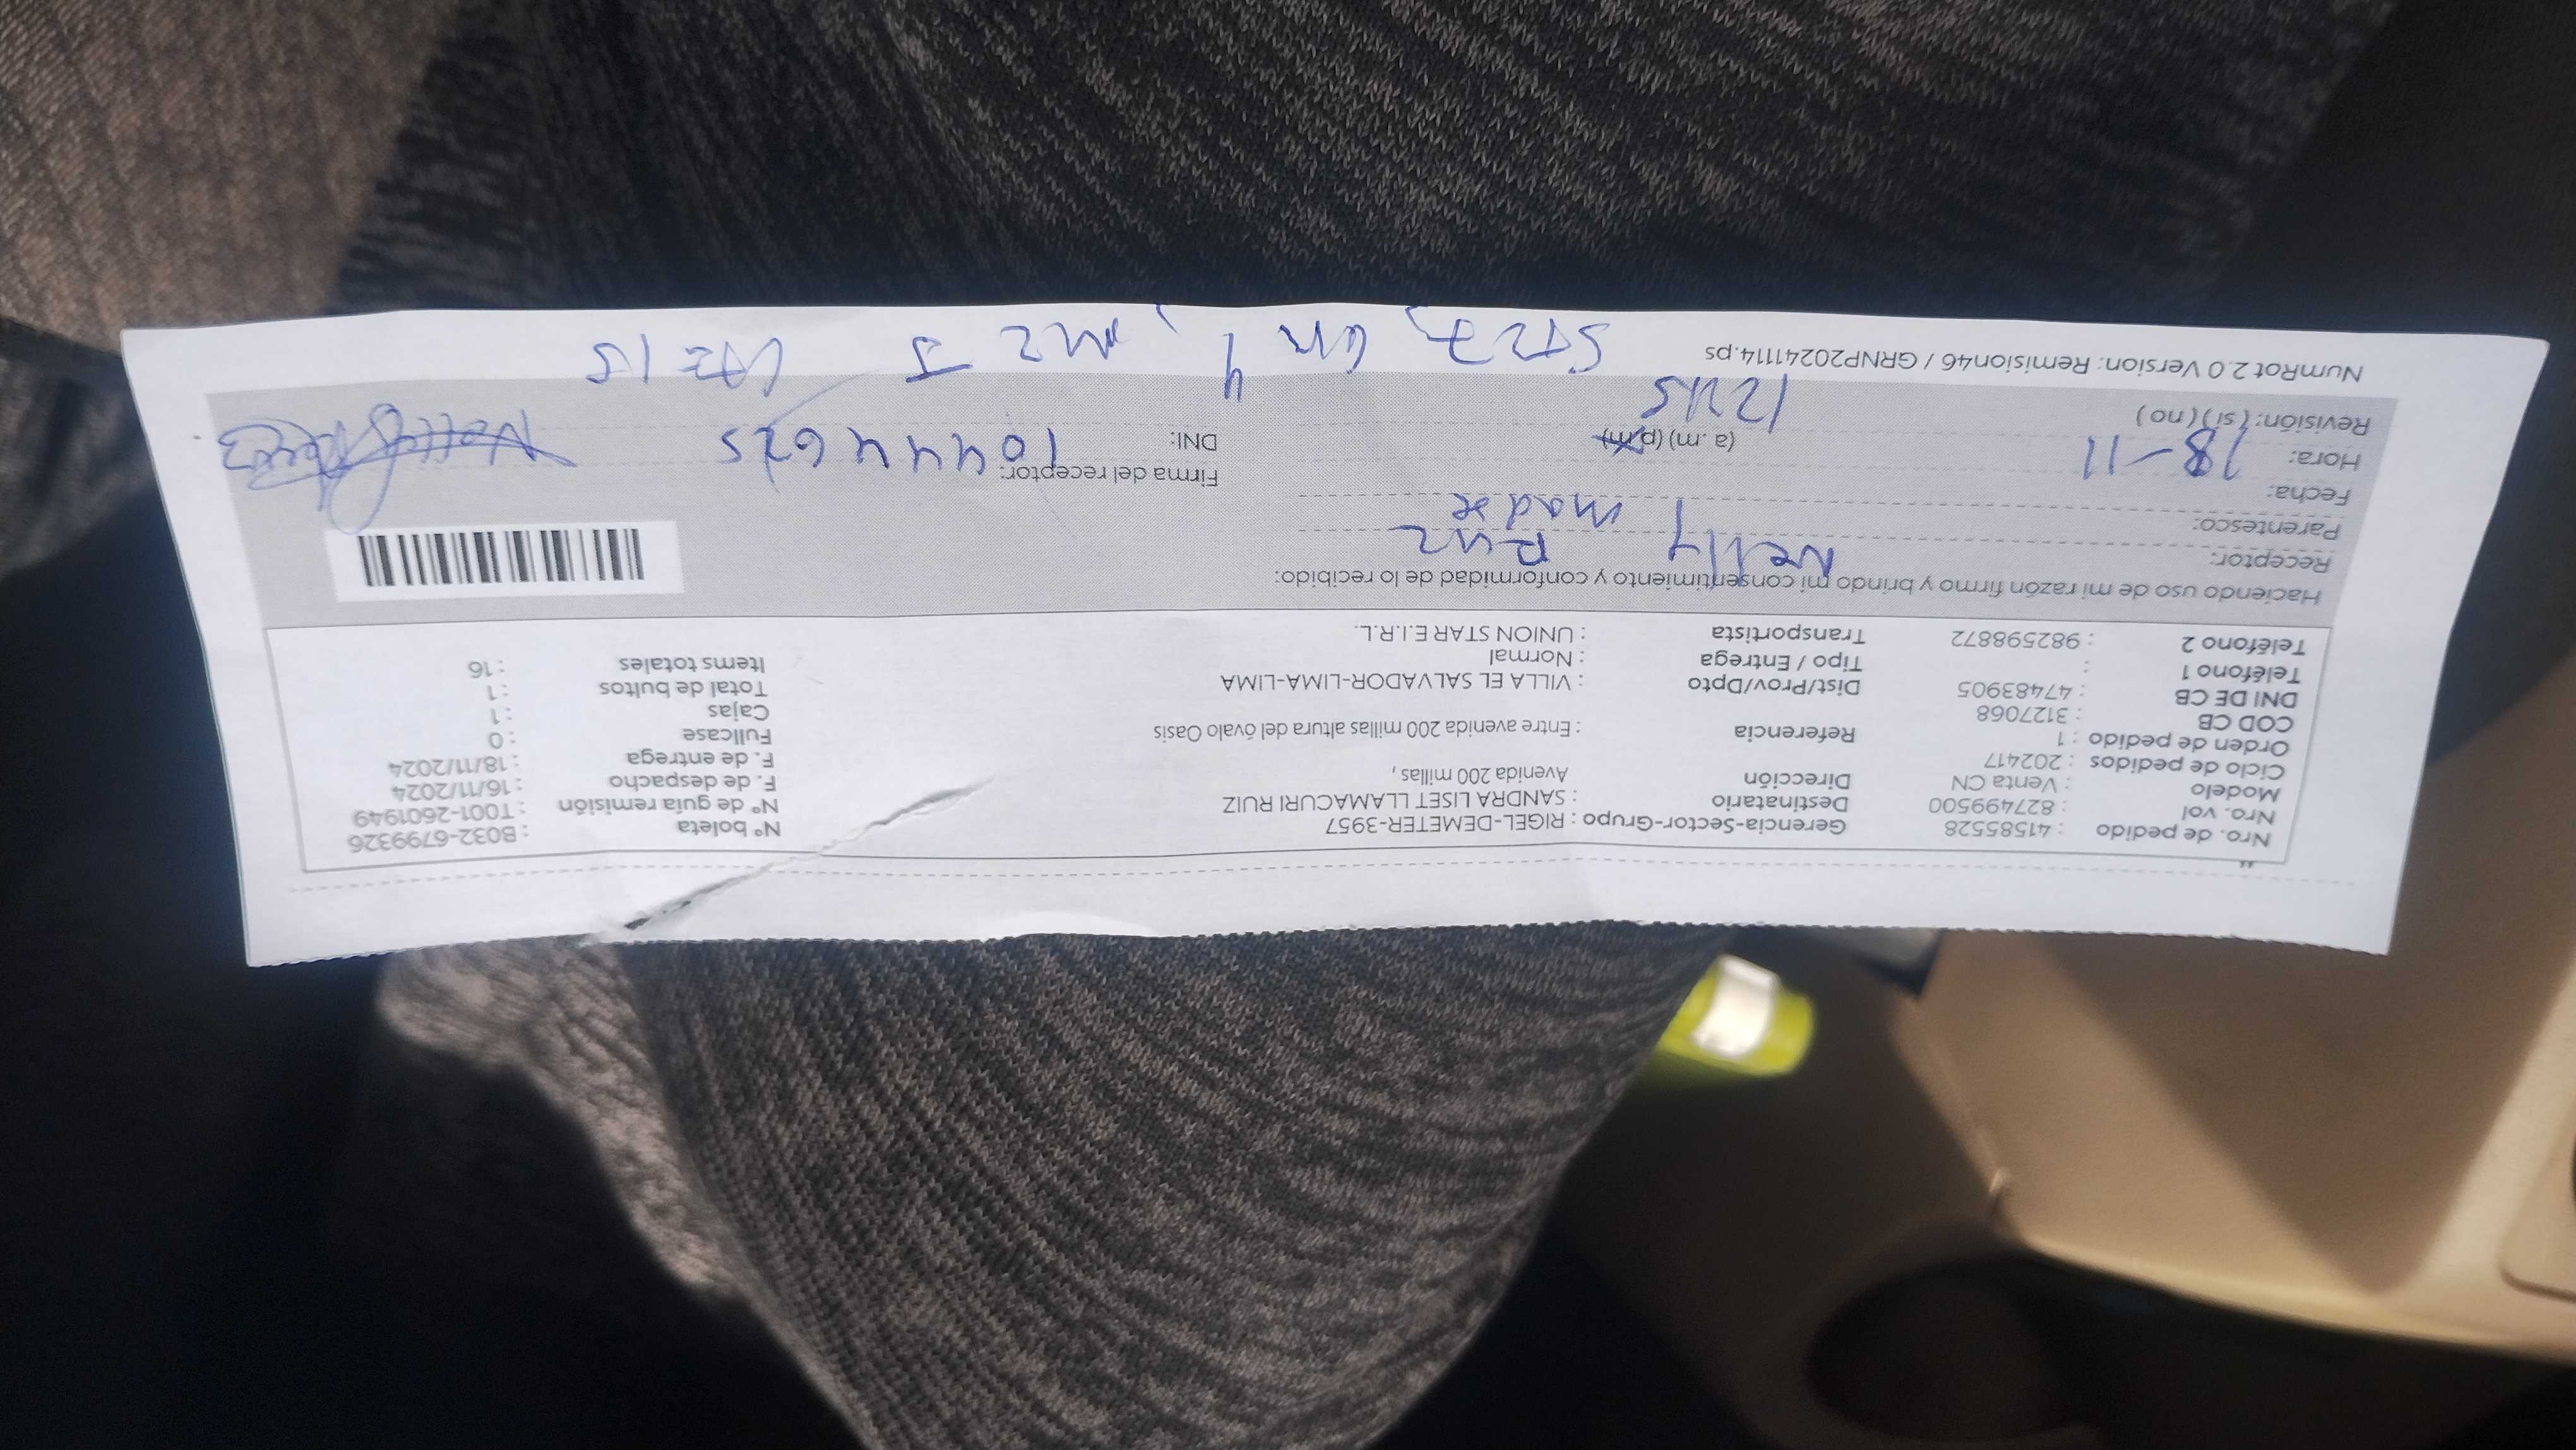 Nro. de pedido : 41585528 Gerencia-Sector-Grupo : RIGEL-DEMETER-3957 N° boleta : B032-6799326
Nro. vol : 827499500 Destinatario : SANDRA LISET LLAMACURI RUIZ N° de guía remisión : T001-2601949
Modelo : Venta CN Dirección Avenida 200 millas , F. de despacho : 16/11/2024
Ciclo de pedidos : 202417 F. de entrega : 18/11/2024
Orden de pedido : 1 Referencia : Entre avenida 200 millas altura del óvalo Oasis Fullcase : 0
COD CB : 3127068 Cajas : 1
DNI DE CB : 47483905 Dist/Prov/Dpto : VILLA EL SALVADOR-LIMA-LIMA Total de bultos : 1
Teléfono 1 : Tipo / Entrega : Normal Items totales : 16
Teléfono 2 : 982598872 Transportista : UNION STAR E.I.R.L.
Haciendo uso de mi razón firmo y brindo mi consentimiento y conformidad de lo recibido:
Receptor: Nelly Ruiz
Parentesco: madre
Fecha: 18-11 Firma del receptor:
Hora: (a. m.) (p.m) DNI: 10444625
Revisión: ( sí ) ( no ) 1245
NumRot 2.0 Version: Remision46 / GRNP20241114.ps